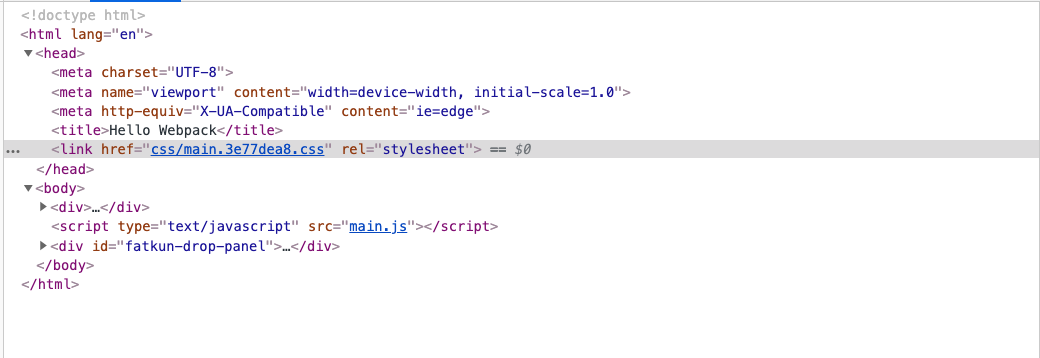 <!doctype html>
<html lang="en">
▼<head>
<meta charset="UTF-8">
<meta name="viewport" content="width=device-width, initial-scale=1.0">
<meta http-equiv="X-UA-Compatible" content="ie=edge">
<title>Hello Webpack</title>
… <link href="css/main.3e77dea8.css" rel="stylesheet"> == $0
</head>
▼<body>
▶<div>…</div>
<script type="text/javascript" src="main.js"></script>
▶<div id="fatkun-drop-panel">…</div>
</body>
</html>